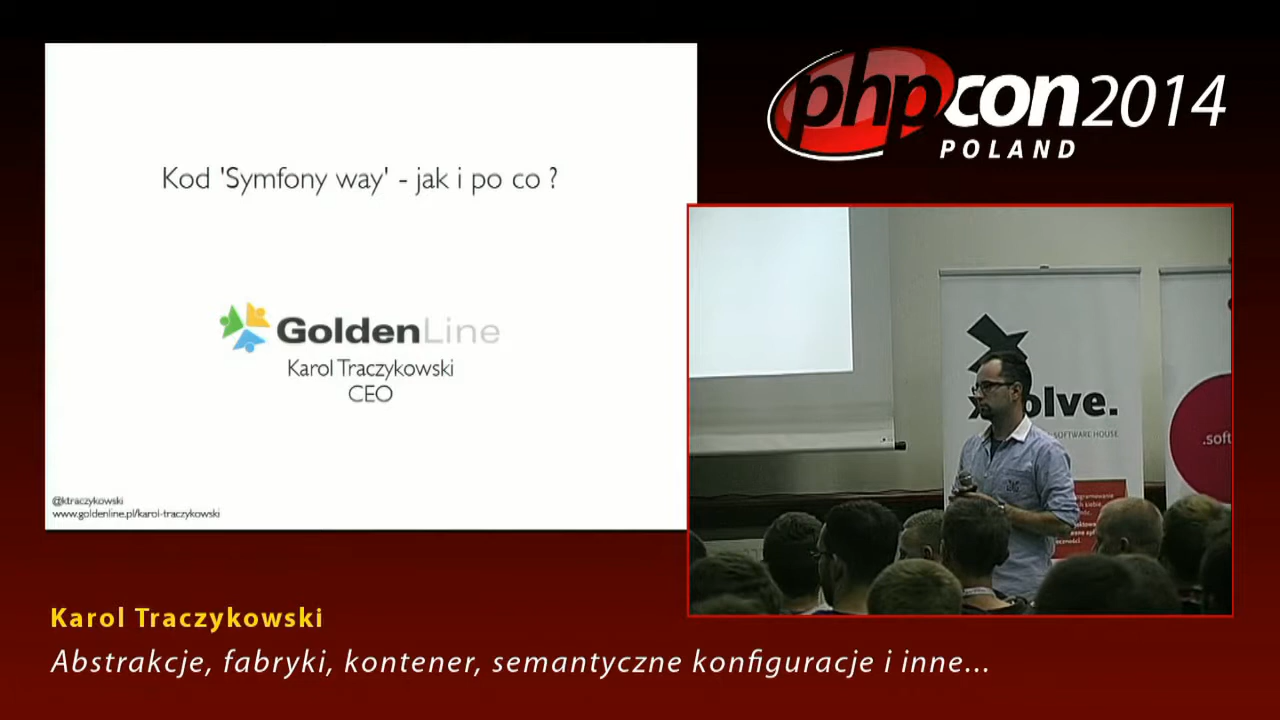 Kod 'Symfony way' - jak i po co ?
GoldenLine
Karol Traczykowski
CEO
@ktraczykowski
www.goldenline.pl/karol-traczykowski
phpcon2014
POLAND
olve.
SOFTWARE HOUSE
.soft
Karol Traczykowski
Abstrakcje, fabryki, kontener, semantyczne konfiguracje i inne...